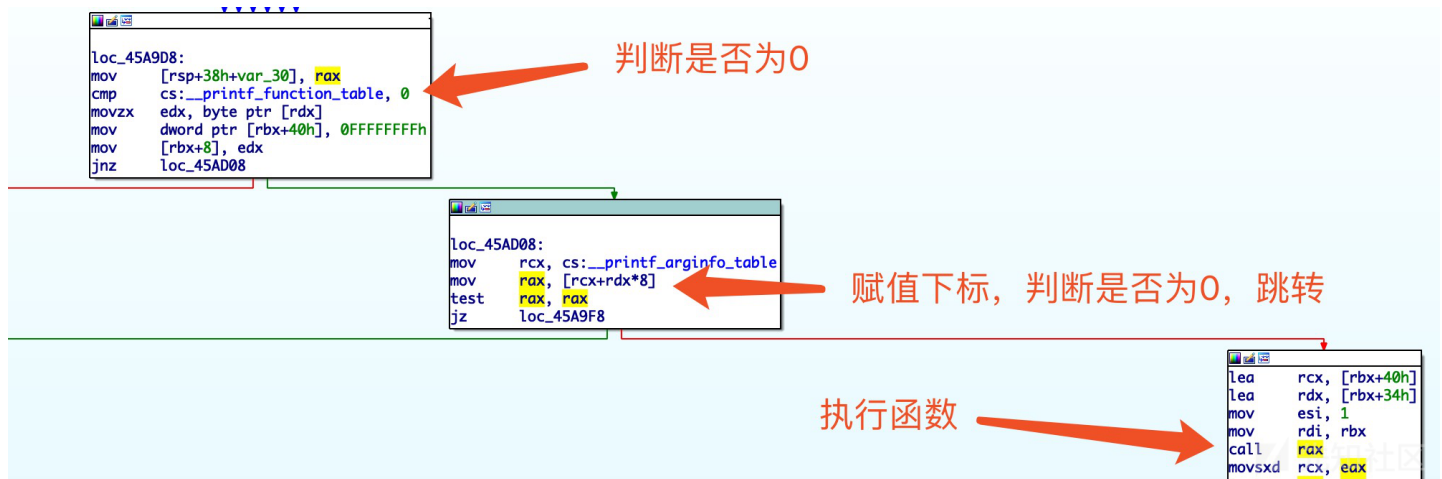 loc_45A9D8:
mov [rsp+38h+var_30], rax
cmp cs:__printf_function_table, 0
movzx edx, byte ptr [rdx]
mov dword ptr [rbx+40h], 0FFFFFFFFh
mov [rbx+8], edx
jnz loc_45AD08
判断是否为0
loc_45AD08:
mov rcx, cs:__printf_arginfo_table
mov rax, [rcx+rdx*8]
test rax, rax
jz loc_45A9F8
赋值下标，判断是否为0，跳转
lea rcx, [rbx+40h]
lea rdx, [rbx+34h]
mov esi, 1
mov rdi, rbx
call rax
movsxd rcx, eax
执行函数
知社区